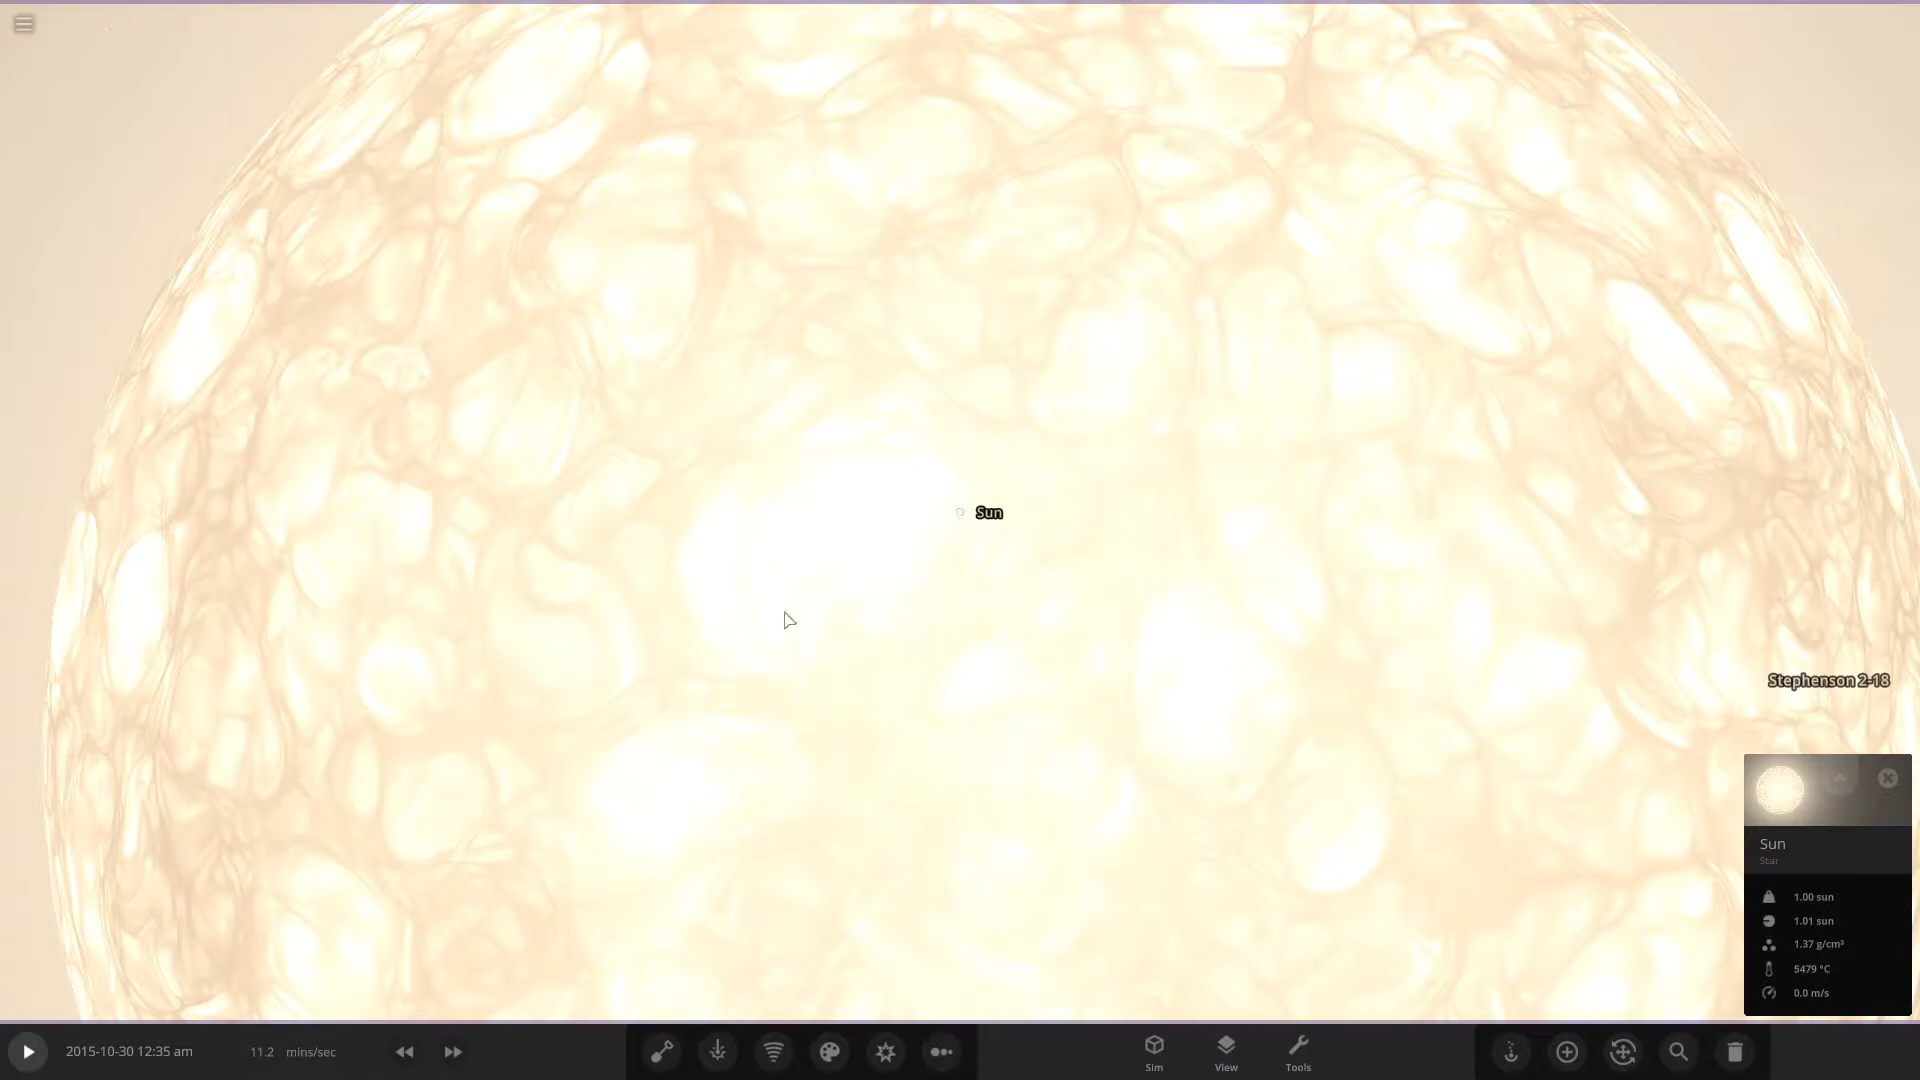 Sun
Stephenson 2-18
Sun
Star
1.00 sun
1.01 sun
1.37 g/cm³
5479 °C
0.0 m/s
2015-10-30 12:35 am
11.2 mins/sec
Sim
View
Tools